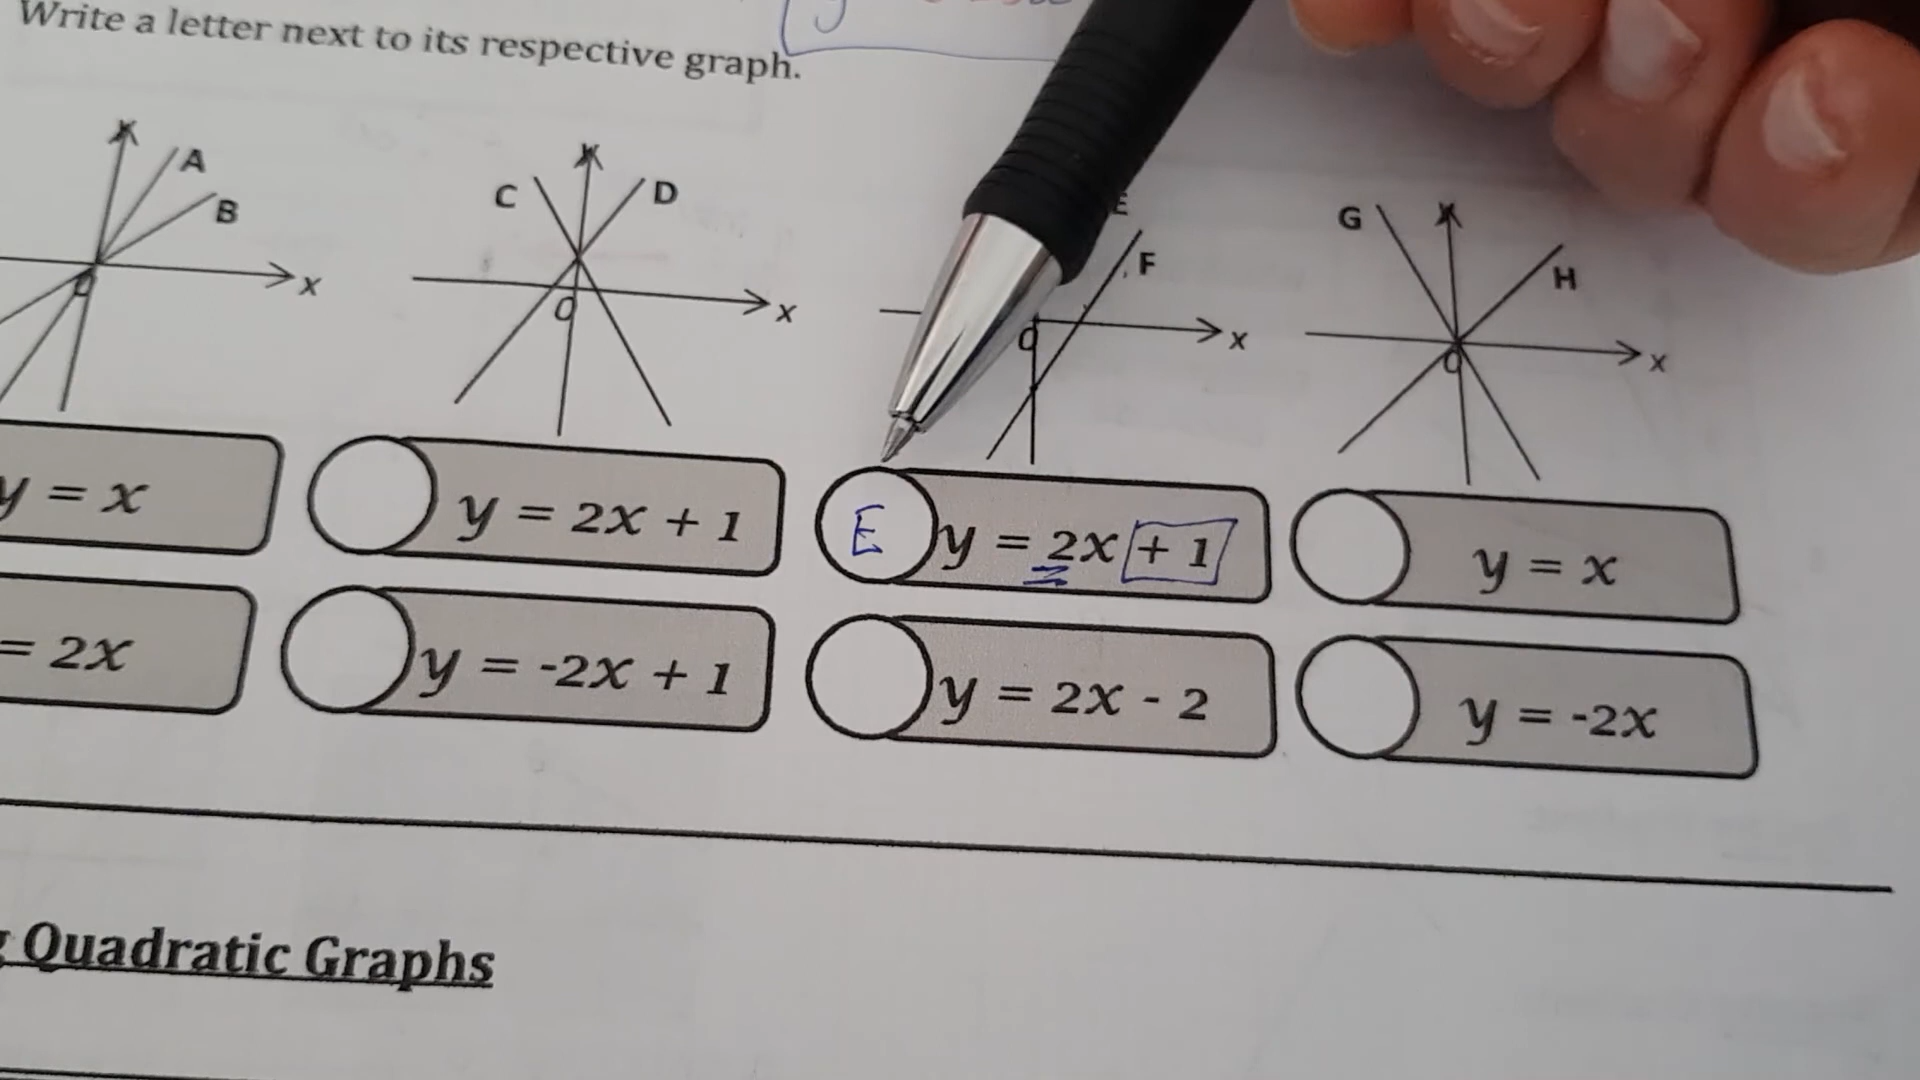 Write a letter next to its respective graph.
A
B
x
C
D
O
x
E
F
O
x
G
H
O
x
y = x
y = 2x + 1
E y = 2x + 1
y = x
= 2x
y = -2x + 1
y = 2x - 2
y = -2x
Quadratic Graphs